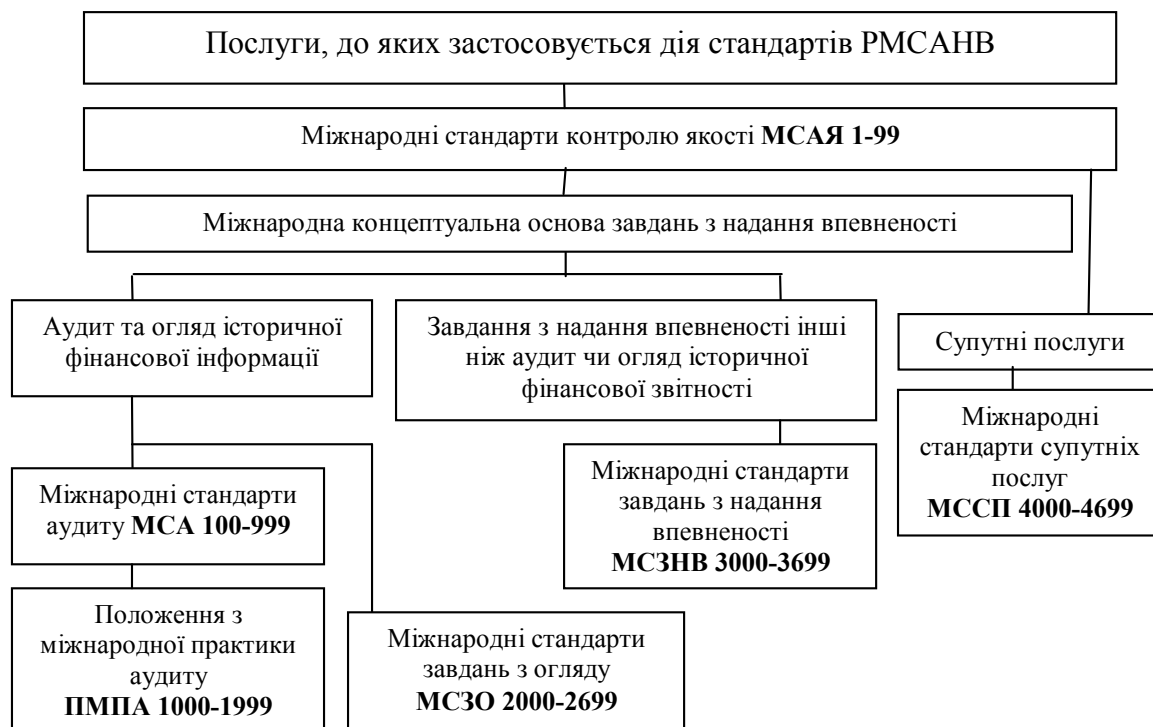 Послуги, до яких застосовується дія стандартів РМСАНВ
Міжнародні стандарти контролю якості МСАЯ 1-99
Міжнародна концептуальна основа завдань з надання впевненості
Аудит та огляд історичної
фінансової інформації
Завдання з надання впевненості інші
ніж аудит чи огляд історичної
фінансової звітності
Супутні послуги
Міжнародні
стандарти супутніх
послуг
МССП 4000-4699
Міжнародні стандарти
аудиту МСА 100-999
Міжнародні стандарти
завдань з надання
впевненості
МСЗНВ 3000-3699
Положення з
міжнародної практики
аудиту
ПМПА 1000-1999
Міжнародні стандарти
завдань з огляду
МСЗО 2000-2699